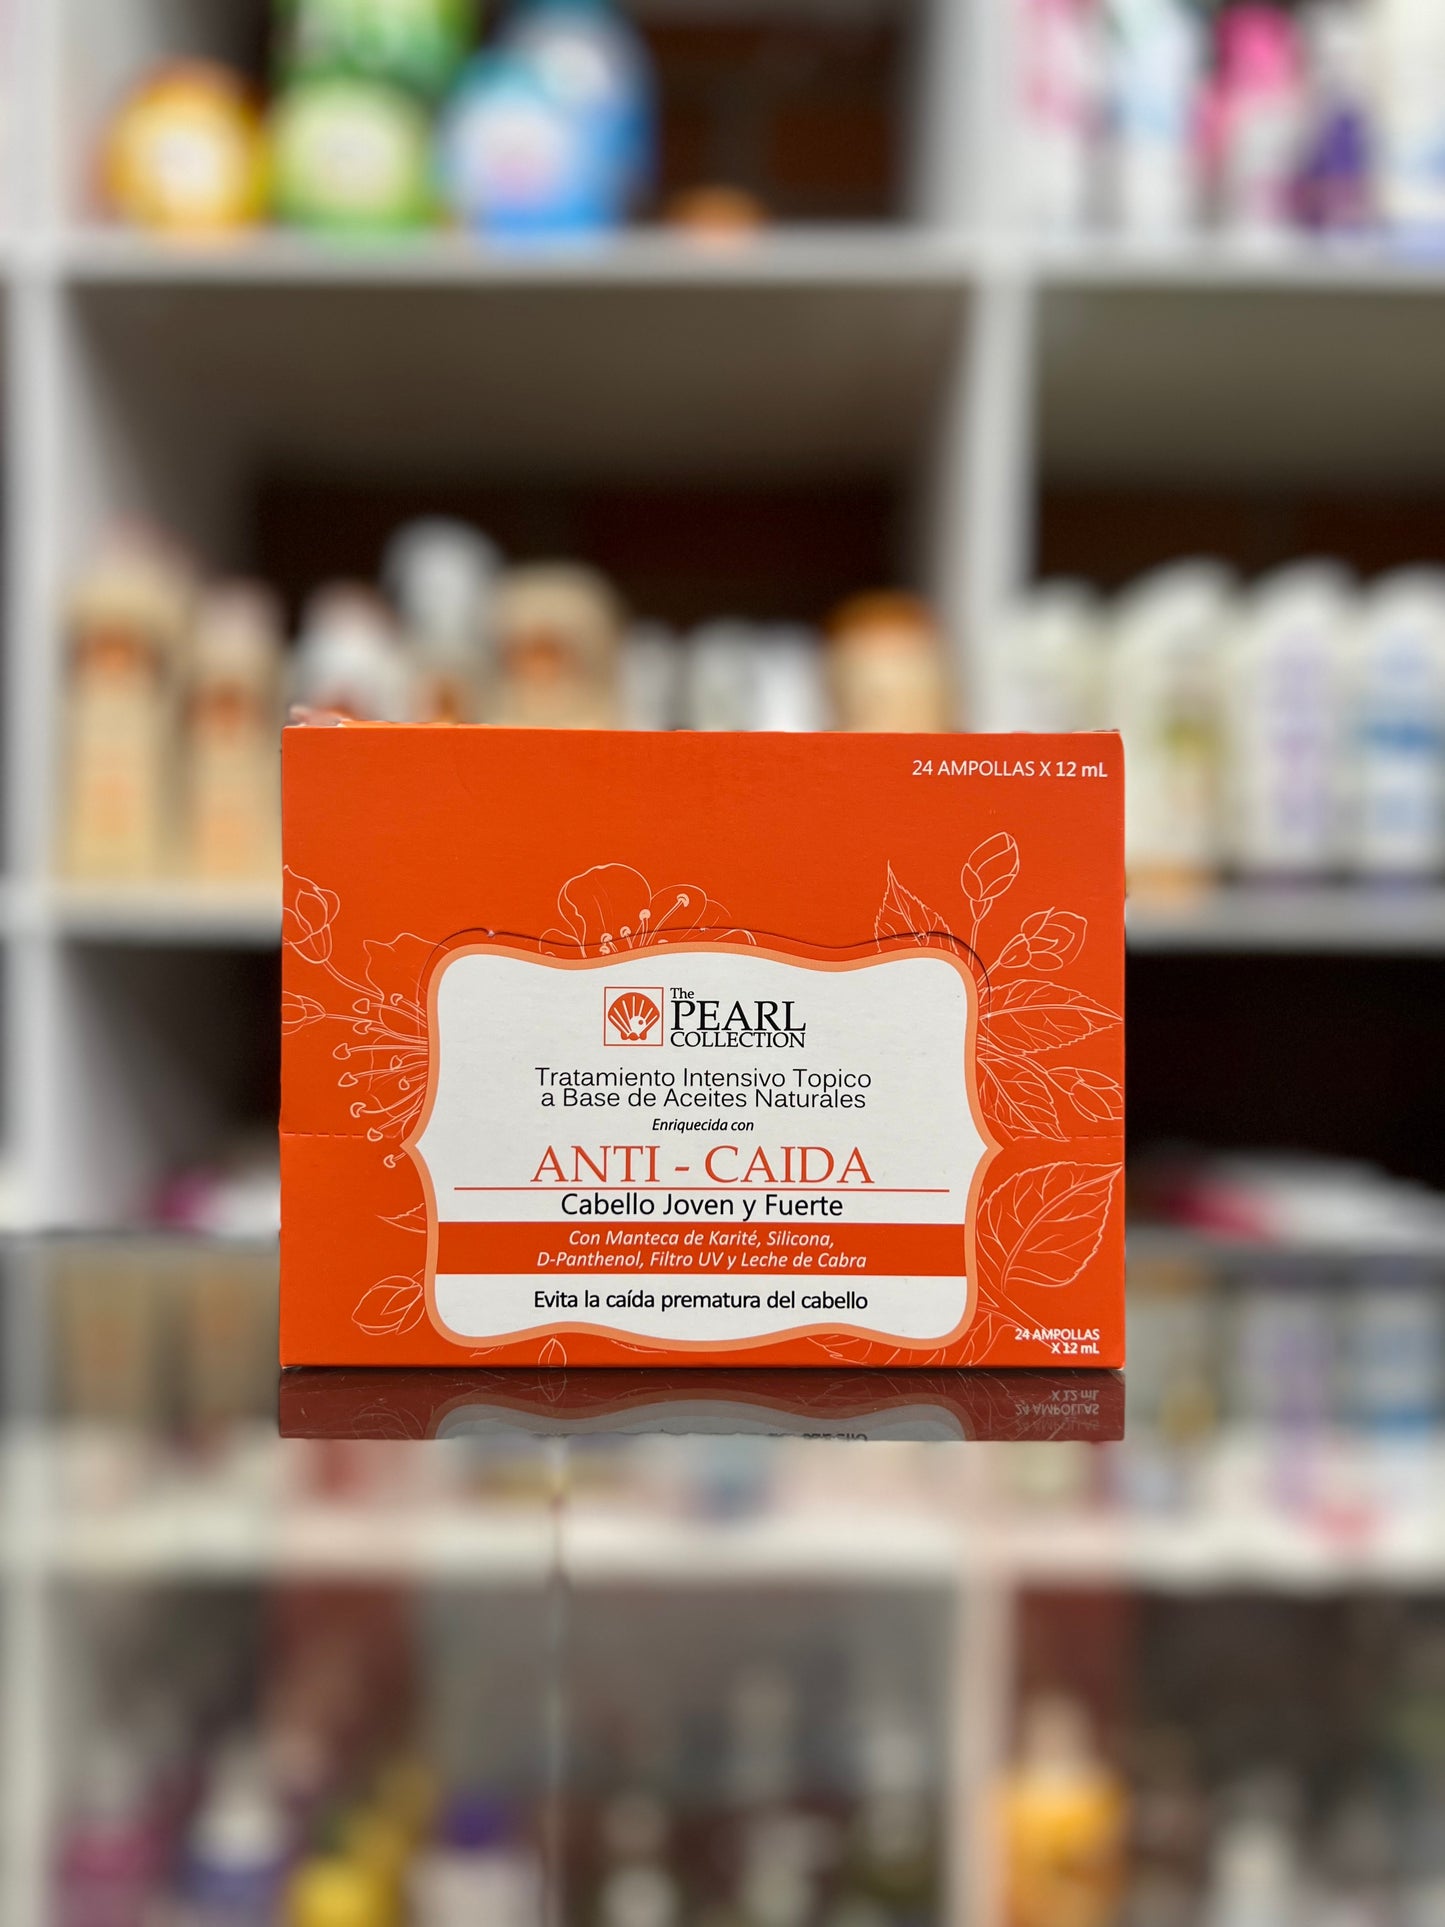 24 AMPOLLAS X 12 mL
The
PEARL
COLLECTION
Tratamiento Intensivo Topico
a Base de Aceites Naturales
Enriquecida con
ANTI - CAIDA
Cabello Joven y Fuerte
Con Manteca de Karité, Silicona,
D-Panthenol, Filtro UV y Leche de Cabra
Evita la caída prematura del cabello
24 AMPOLLAS
X 12 mL